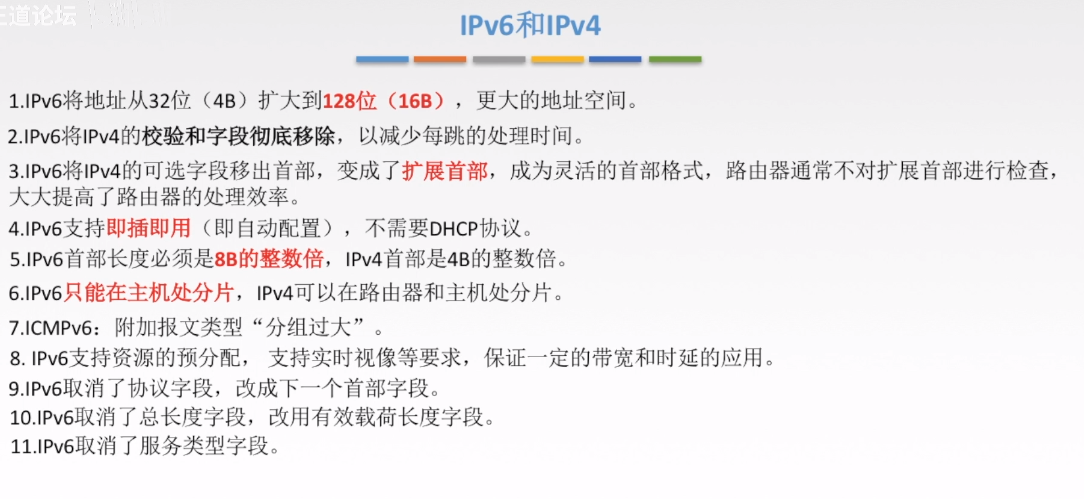 王道论坛
IPv6和IPv4
1.IPv6将地址从32位（4B）扩大到128位（16B），更大的地址空间。
2.IPv6将IPv4的校验和字段彻底移除，以减少每跳的处理时间。
3.IPv6将IPv4的可选字段移出首部，变成了扩展首部，成为灵活的首部格式，路由器通常不对扩展首部进行检查，
大大提高了路由器的处理效率。
4.IPv6支持即插即用（即自动配置），不需要DHCP协议。
5.IPv6首部长度必须是8B的整数倍，IPv4首部是4B的整数倍。
6.IPv6只能在主机处分片，IPv4可以在路由器和主机处分片。
7.ICMPv6：附加报文类型“分组过大”。
8. IPv6支持资源的预分配， 支持实时视像等要求，保证一定的带宽和时延的应用。
9.IPv6取消了协议字段，改成下一个首部字段。
10.IPv6取消了总长度字段，改用有效载荷长度字段。
11.IPv6取消了服务类型字段。